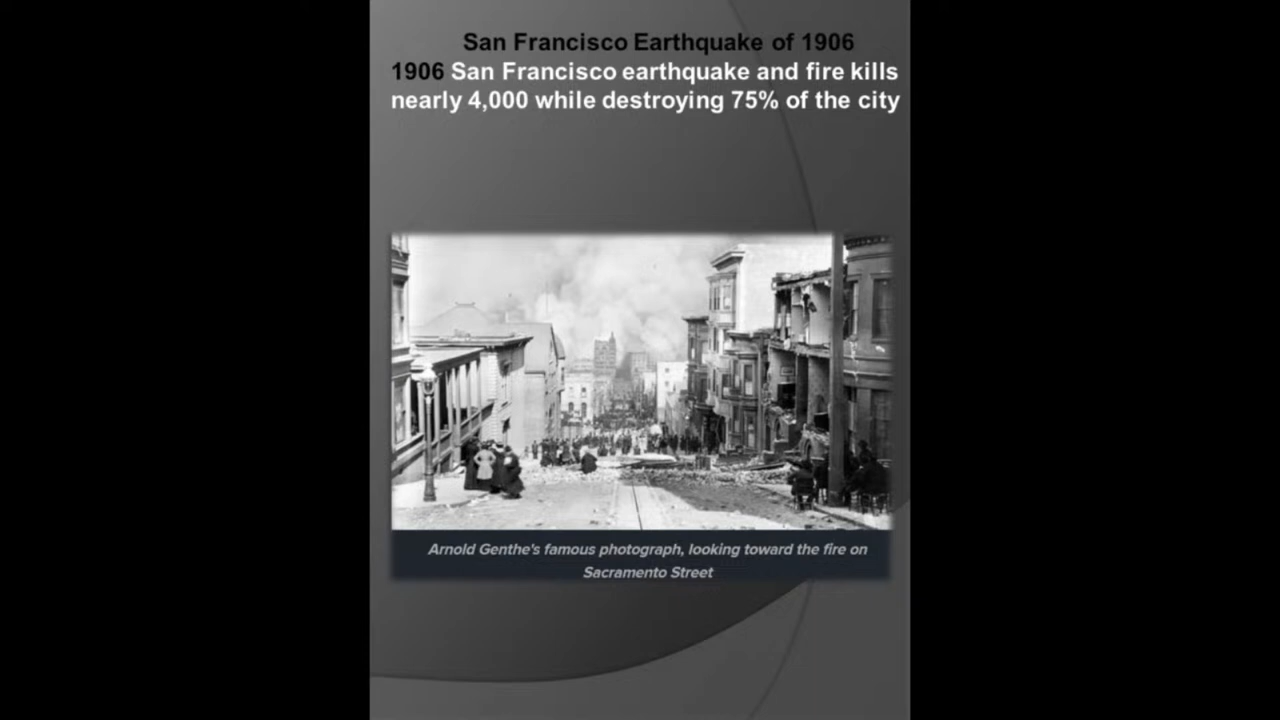 San Francisco Earthquake of 1906
1906 San Francisco earthquake and fire kills
nearly 4,000 while destroying 75% of the city
Arnold Genthe's famous photograph, looking toward the fire on
Sacramento Street